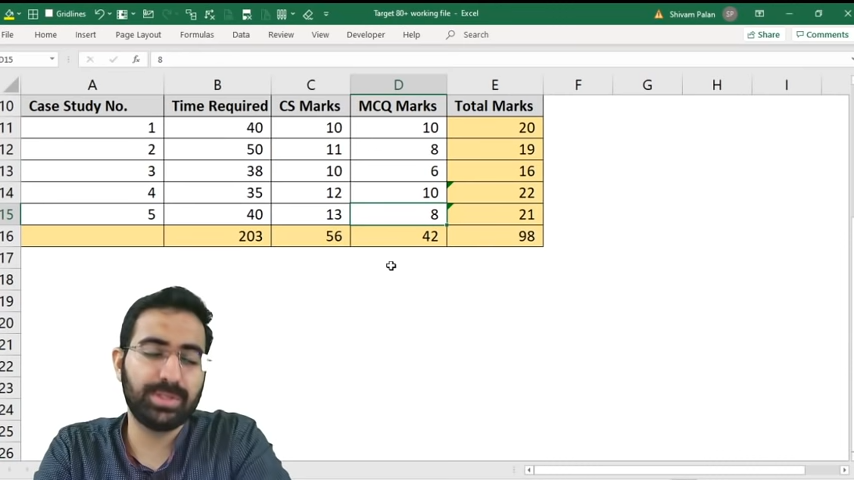 Gridlines
Target 80+ working file - Excel
Shivam Palan
SP
File Home Insert Page Layout Formulas Data Review View Developer Help Search Share Comments
D15 fx 8
A B C D E F G H I
10 Case Study No. Time Required CS Marks MCQ Marks Total Marks
11 1 40 10 10 20
12 2 50 11 8 19
13 3 38 10 6 16
14 4 35 12 10 22
15 5 40 13 8 21
16 203 56 42 98
17
18
19
20
21
22
23
24
25
26